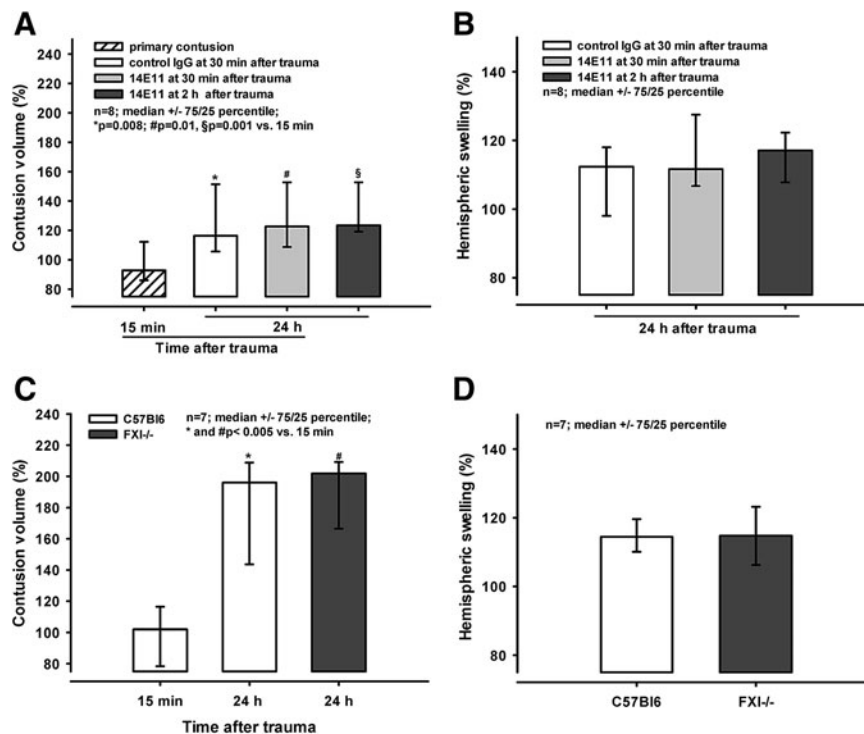 A
primary contusion
control IgG at 30 min after trauma
14E11 at 30 min after trauma
14E11 at 2 h after trauma
n=8; median +/- 75/25 percentile;
*p=0.008; #p=0.01, §p=0.001 vs. 15 min
Contusion volume (%)
240
220
200
180
160
140
120
100
80
* # §
15 min
24 h
Time after trauma
B
control IgG at 30 min after trauma
14E11 at 30 min after trauma
14E11 at 2 h after trauma
n=8; median +/- 75/25 percentile
Hemispheric swelling (%)
140
120
100
80
24 h after trauma
C
C57Bl6
FXI-/-
n=7; median +/- 75/25 percentile;
* and #p< 0.005 vs. 15 min
Contusion volume (%)
240
220
200
180
160
140
120
100
80
* #
15 min 24 h 24 h
Time after trauma
D
n=7; median +/- 75/25 percentile
Hemispheric swelling (%)
140
120
100
80
C57Bl6 FXI-/-